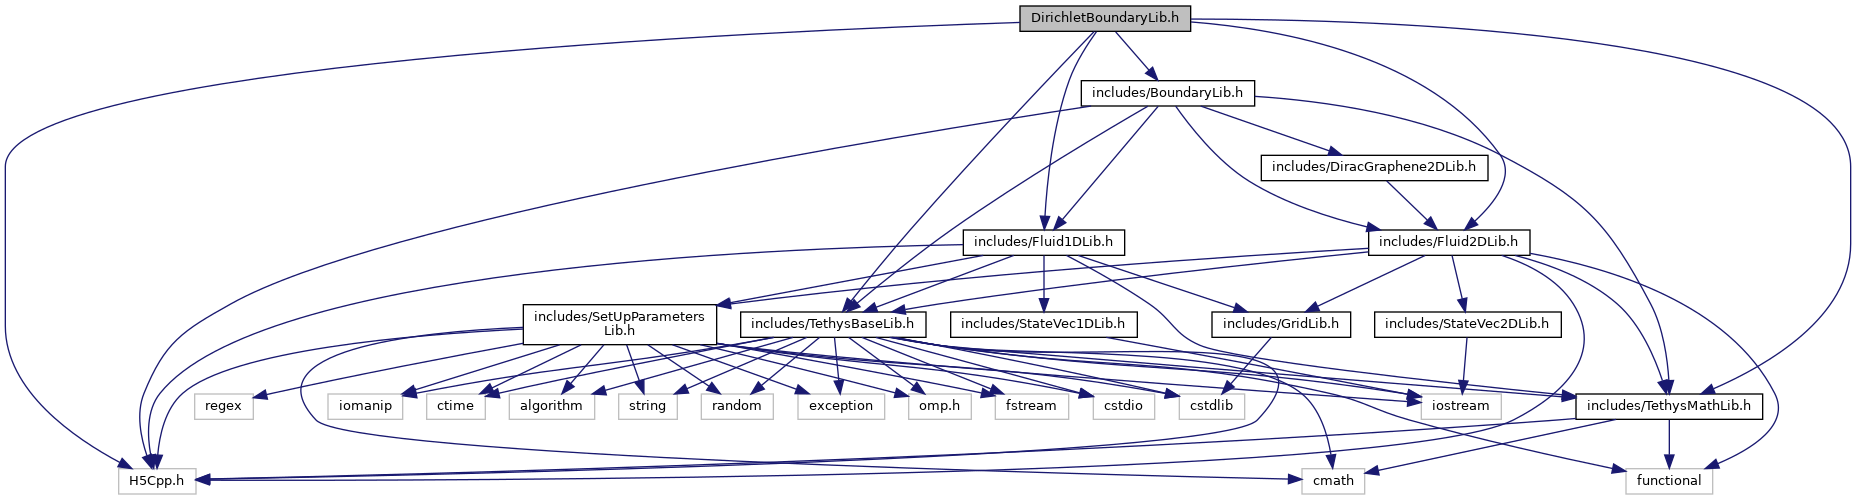 DirichletBoundaryLib.h
includes/BoundaryLib.h
includes/DiracGraphene2DLib.h
includes/Fluid1DLib.h
includes/Fluid2DLib.h
includes/SetUpParameters
Lib.h
includes/TethysBaseLib.h
includes/StateVec1DLib.h
includes/GridLib.h
includes/StateVec2DLib.h
regex
iomanip
ctime
algorithm
string
random
exception
omp.h
fstream
cstdio
cstdlib
iostream
includes/TethysMathLib.h
H5Cpp.h
cmath
functional